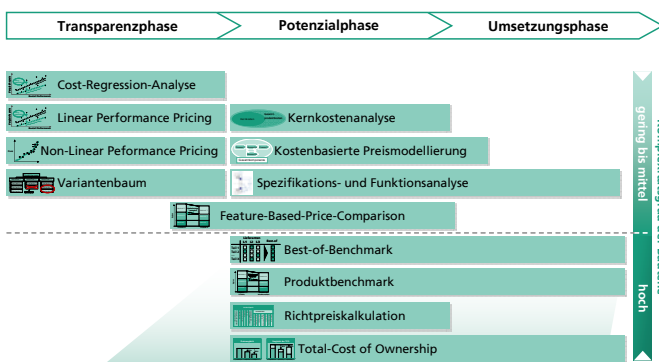 Transparenzphase
Potenzialphase
Umsetzungsphase
Cost-Regression-Analyse
Linear Performance Pricing
Kernkostenanalyse
Non-Linear Peformance Pricing
Kostenbasierte Preismodellierung
Variantenbaum
Spezifikations- und Funktionsanalyse
Feature-Based-Price-Comparison
gering bis mittel
Best-of-Benchmark
Produktbenchmark
Richtpreiskalkulation
Total-Cost of Ownership
hoch